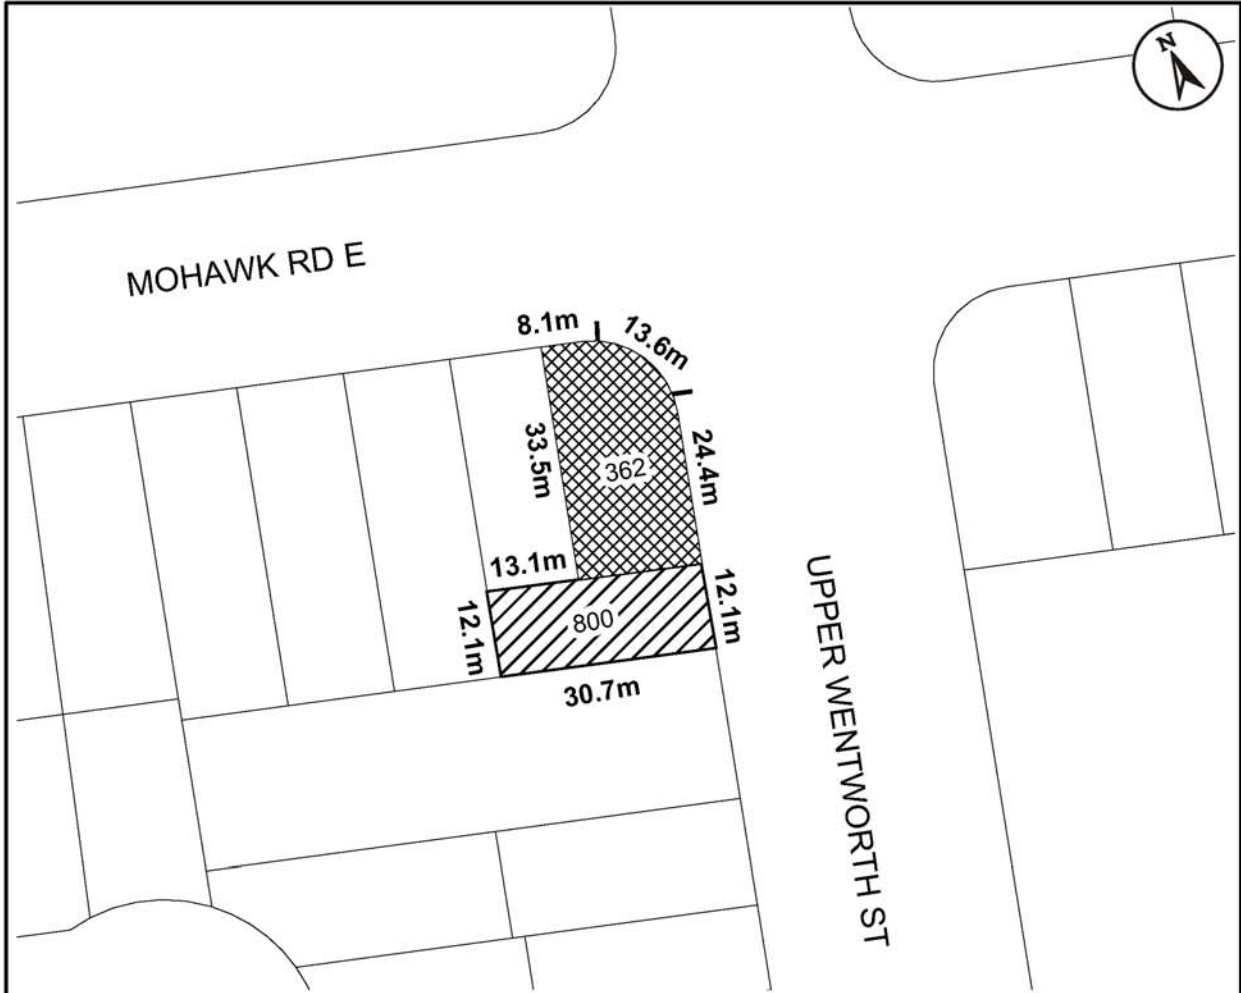 N
MOHAWK RD E
8.1m
13.6m
33.5m
362
24.4m
13.1m
12.1m
800
12.1m
30.7m
UPPER WENTWORTH ST